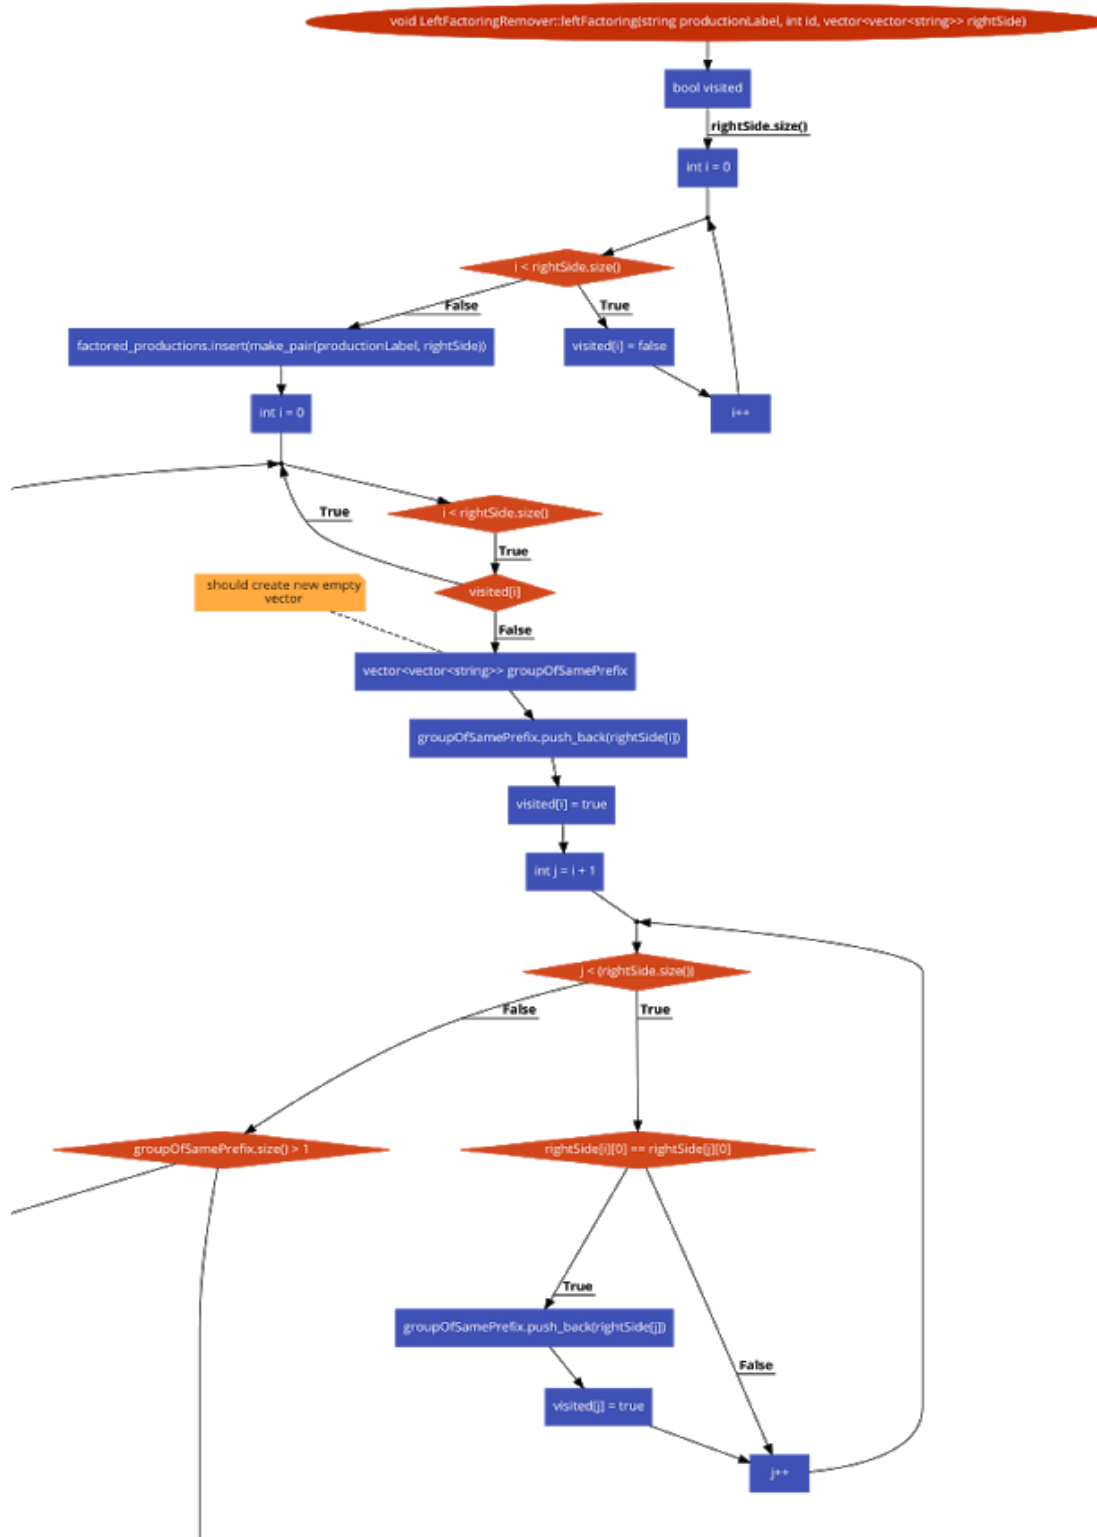 void LeftFactoringRemover::leftFactoring(string productionLabel, int id, vector<vector<string>> rightSide)
bool visited
rightSide.size()
int i = 0
i < rightSide.size()
False
True
factored_productions.insert(make_pair(productionLabel, rightSide))
visited[i] = false
int i = 0
i++
i < rightSide.size()
True
True
should create new empty
vector
visited[i]
False
vector<vector<string>> groupOfSamePrefix
groupOfSamePrefix.push_back(rightSide[i])
visited[i] = true
int j = i + 1
j < (rightSide.size())
False
True
groupOfSamePrefix.size() > 1
rightSide[i][0] == rightSide[j][0]
True
groupOfSamePrefix.push_back(rightSide[j])
False
visited[j] = true
j++